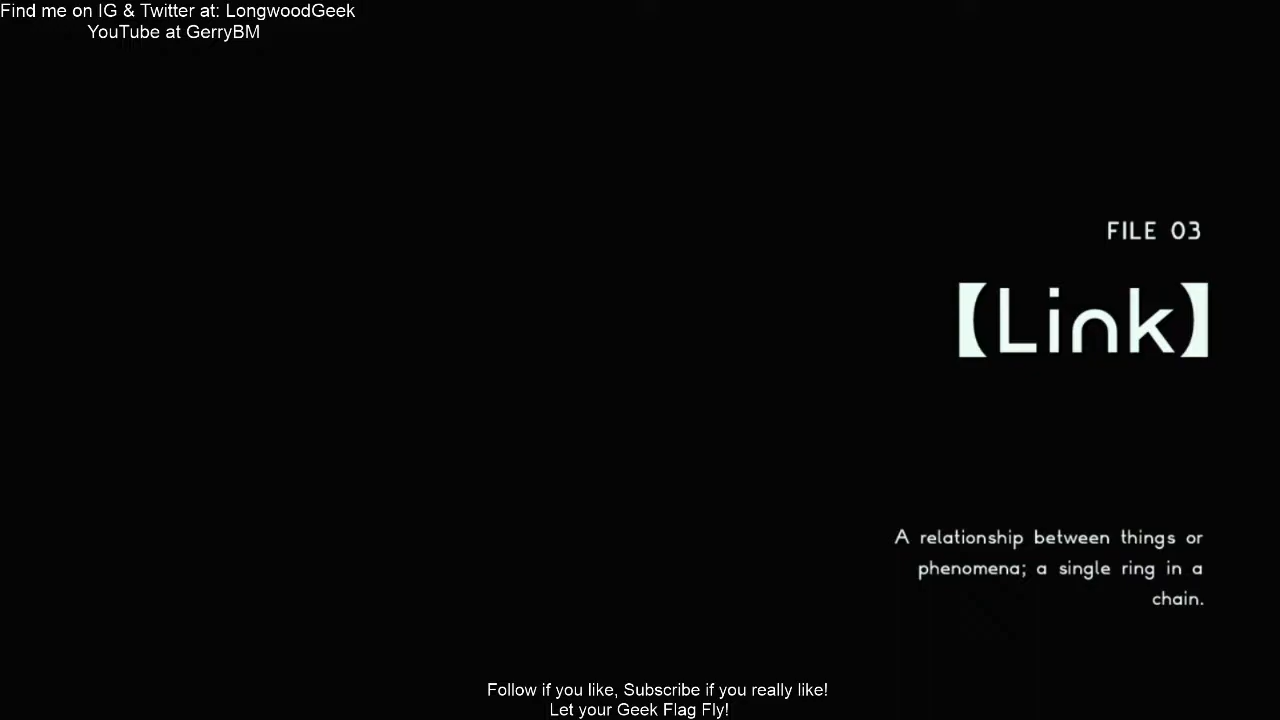 Find me on IG & Twitter at: LongwoodGeek
YouTube at GerryBM
FILE 03
【Link】
A relationship between things or
phenomena; a single ring in a
chain.
Follow if you like, Subscribe if you really like!
Let your Geek Flag Fly!